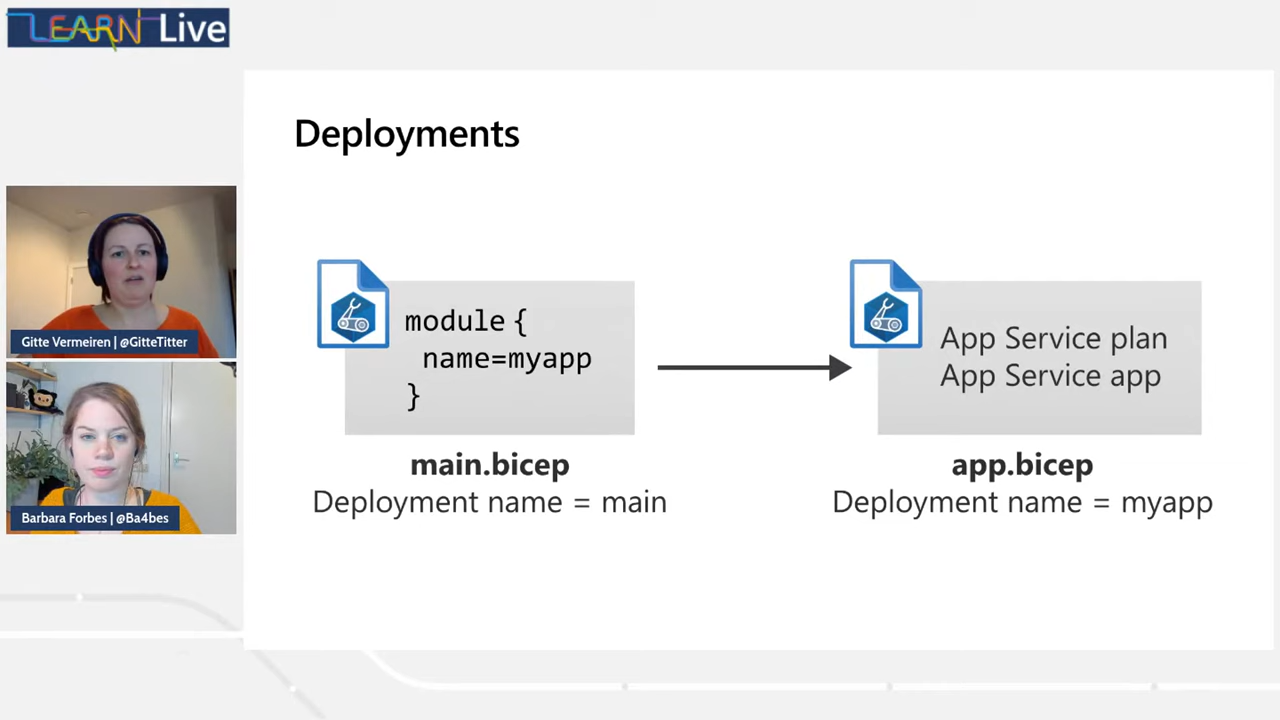 LEARN Live
Deployments
Gitte Vermeiren | @GitteTitter
Barbara Forbes | @Ba4bes
module {
name=myapp
}
main.bicep
Deployment name = main
App Service plan
App Service app
app.bicep
Deployment name = myapp